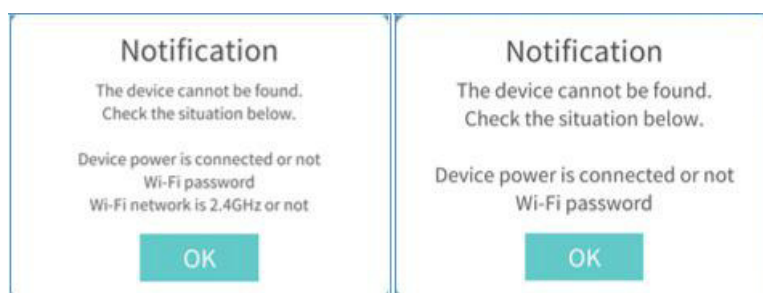 Notification
The device cannot be found.
Check the situation below.
Device power is connected or not
Wi-Fi password
Wi-Fi network is 2.4GHz or not
OK
Notification
The device cannot be found.
Check the situation below.
Device power is connected or not
Wi-Fi password
OK